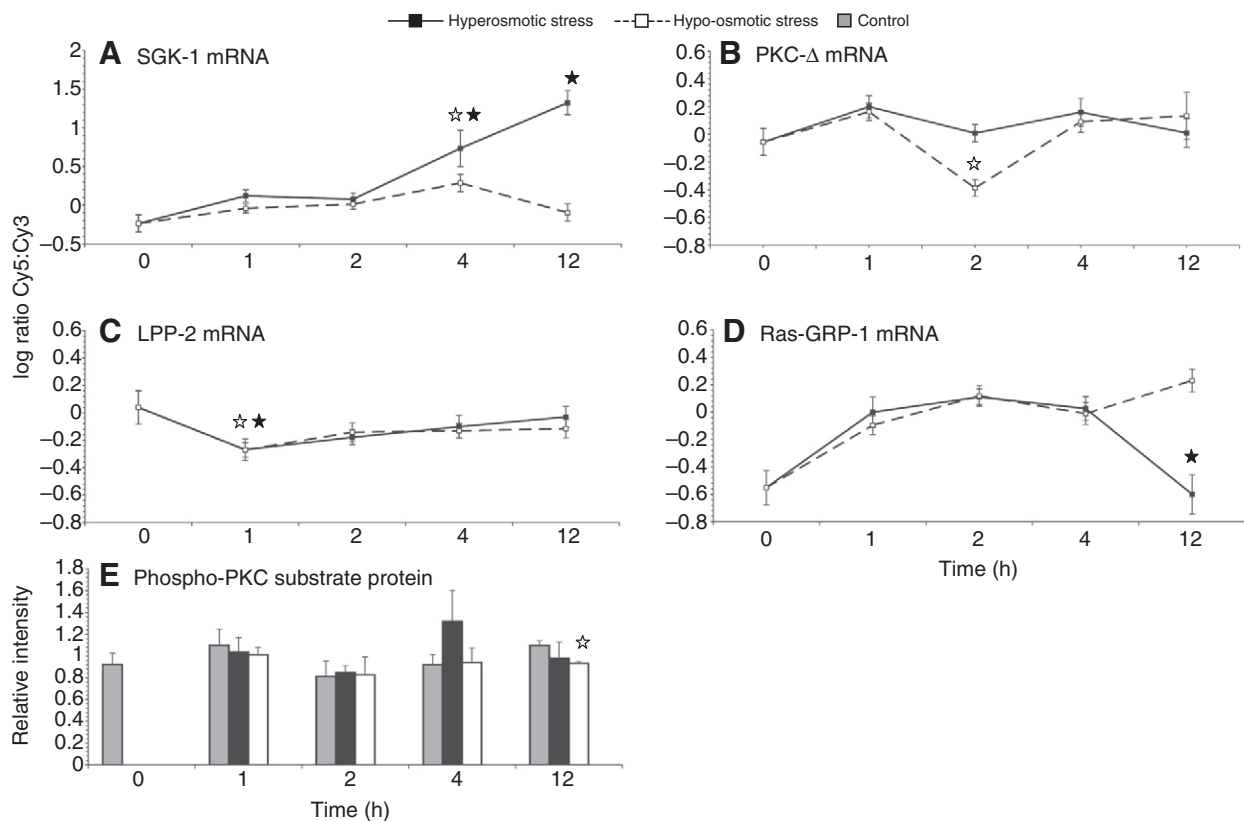 Hyperosmotic stress Hypo-osmotic stress Control
A SGK-1 mRNA
2
1.5
1
0.5
0
–0.5
0 1 2 4 12
B PKC-Δ mRNA
0.6
0.4
0.2
0
–0.2
–0.4
–0.6
–0.8
0 1 2 4 12
log ratio Cy5:Cy3
C LPP-2 mRNA
0.6
0.4
0.2
0
–0.2
–0.4
–0.6
–0.8
0 1 2 4 12
D Ras-GRP-1 mRNA
0.6
0.4
0.2
0
–0.2
–0.4
–0.6
–0.8
0 1 2 4 12
Time (h)
E Phospho-PKC substrate protein
Relative intensity
1.8
1.6
1.4
1.2
1
0.8
0.6
0.4
0.2
0
0 1 2 4 12
Time (h)